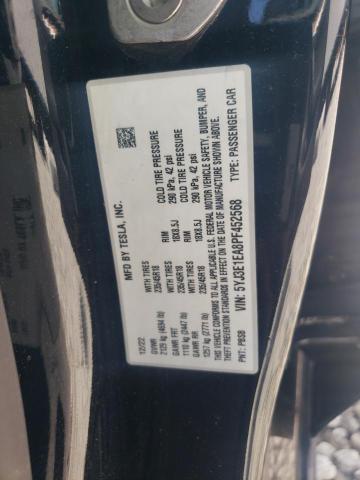 MFD BY TESLA, INC.
12/22
GVWR
2129 kg (4694 lb)
WITH TIRES
235/45R18
RIM
18X8.5J
COLD TIRE PRESSURE
290 kPa, 42 psi
GAWR FRT
1110 kg (2447 lb)
WITH TIRES
235/45R18
RIM
18X8.5J
COLD TIRE PRESSURE
290 kPa, 42 psi
GAWR RR
1257 kg (2771 lb)
THIS VEHICLE CONFORMS TO ALL APPLICABLE U.S. FEDERAL MOTOR VEHICLE SAFETY, BUMPER, AND
THEFT PREVENTION STANDARDS IN EFFECT ON THE DATE OF MANUFACTURE SHOWN ABOVE.
VIN: 5YJ3E1EA8PF452568 TYPE: PASSENGER CAR
PNT: PBSB